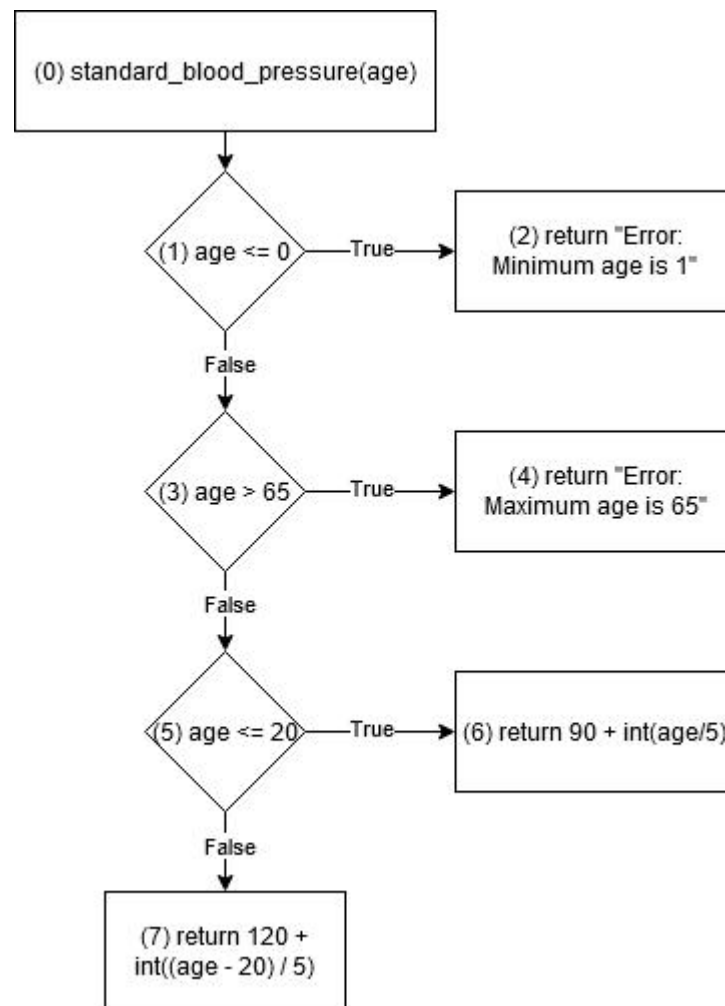 (0) standard_blood_pressure(age)
(1) age <= 0
True
(2) return "Error:
Minimum age is 1"
False
(3) age > 65
True
(4) return "Error:
Maximum age is 65"
False
(5) age <= 20
True
(6) return 90 + int(age/5)
False
(7) return 120 +
int((age - 20) / 5)